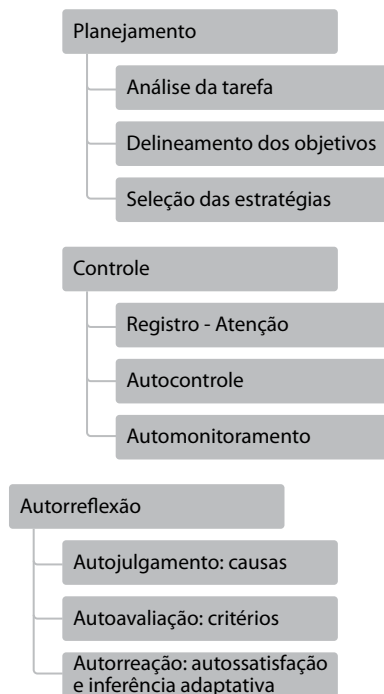 Planejamento
Análise da tarefa
Delineamento dos objetivos
Seleção das estratégias
Controle
Registro - Atenção
Autocontrole
Automonitoramento
Autorreflexão
Autojulgamento: causas
Autoavaliação: critérios
Autorreação: autossatisfação
e inferência adaptativa